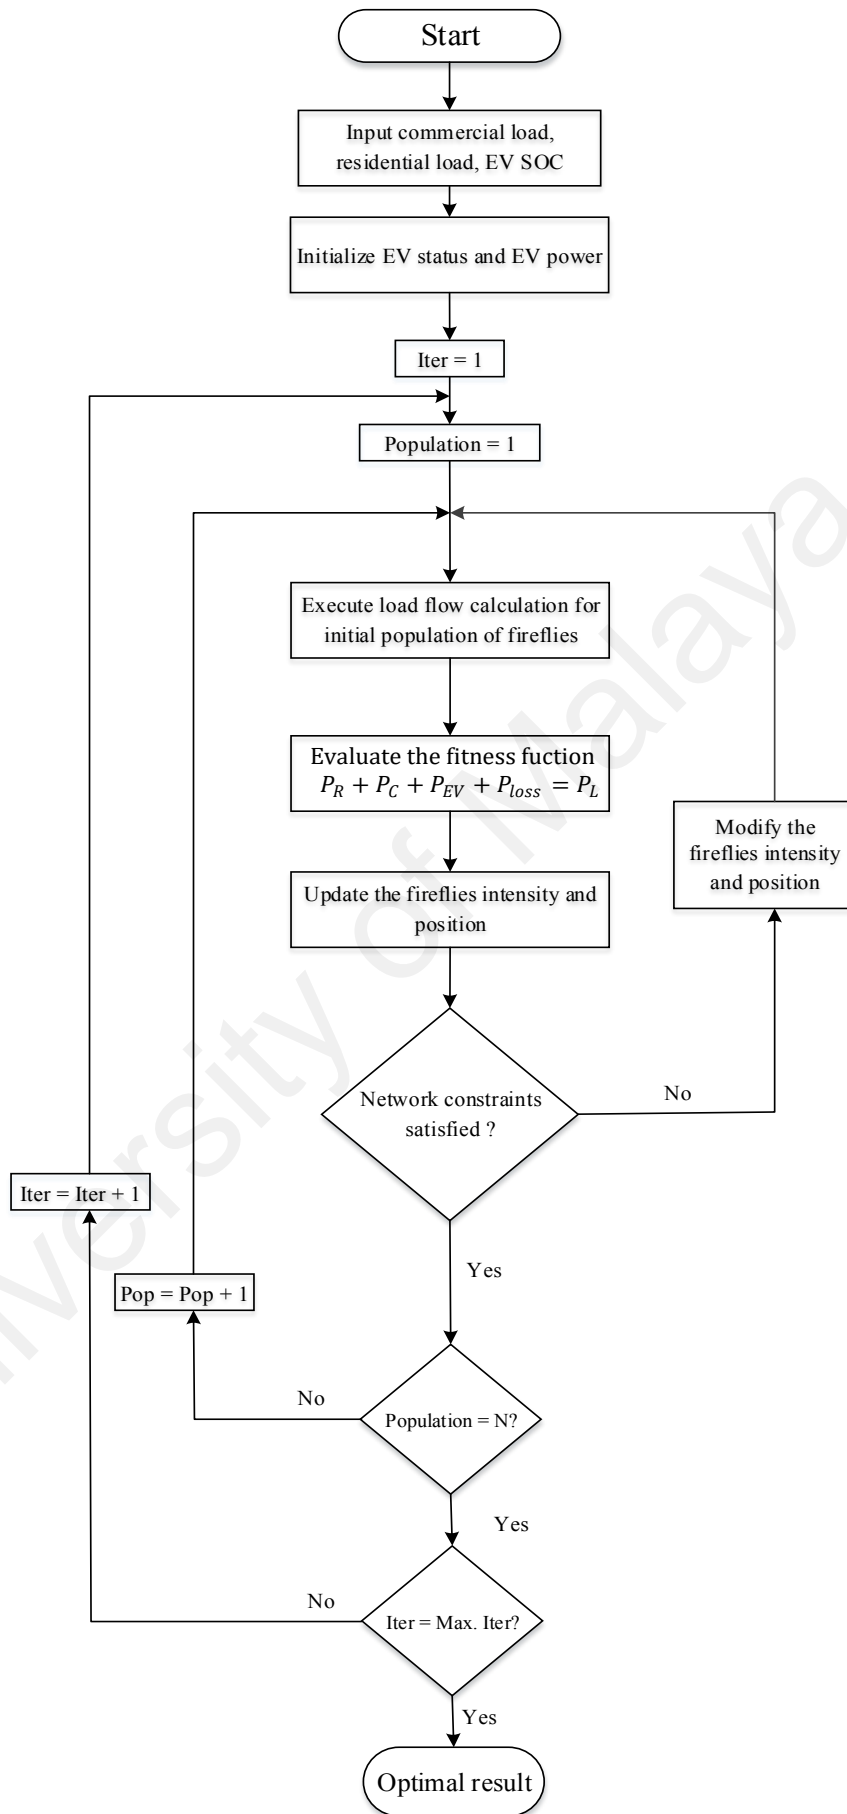 Start
Input commercial load,
residential load, EV SOC
Initialize EV status and EV power
Iter = 1
Population = 1
Execute load flow calculation for
initial population of fireflies
Evaluate the fitness fuction
P_R + P_C + P_EV + P_loss = P_L
Modify the
fireflies intensity
and position
Update the fireflies intensity and
position
Network constraints
satisfied ?
No
Iter = Iter + 1
Yes
Pop = Pop + 1
No
Population = N?
Yes
No
Iter = Max. Iter?
Yes
Optimal result
University of Malaya